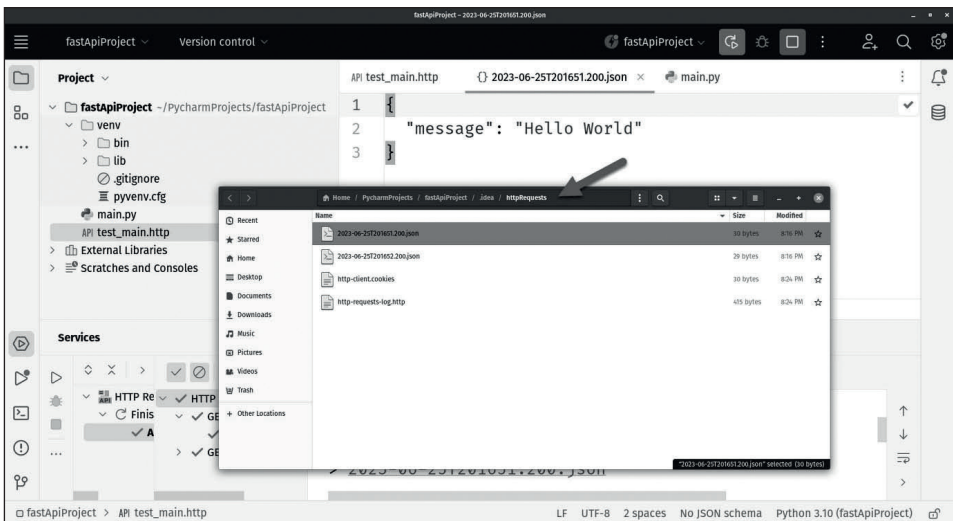 fastApiProject – 2023-06-25T201651.200.json
fastApiProject
Version control
fastApiProject
Project
API test_main.http
{} 2023-06-25T201651.200.json
main.py
fastApiProject ~/PycharmProjects/fastApiProject
venv
bin
lib
.gitignore
pyvenv.cfg
main.py
API test_main.http
External Libraries
Scratches and Consoles
1 {
2 "message": "Hello World"
3 }
Home / PycharmProjects / fastApiProject / .idea / httpRequests
Recent
Starred
Home
Desktop
Documents
Downloads
Music
Pictures
Videos
Trash
+ Other Locations
Name Size Modified
2023-06-25T201651.200.json 30 bytes 8:16 PM
2023-06-25T201652.200.json 29 bytes 8:16 PM
http-client.cookies 30 bytes 8:24 PM
http-requests-log.http 415 bytes 8:24 PM
"2023-06-25T201651.200.json" selected (30 bytes)
Services
API HTTP Re
Finis
A
HTTP
GE
GE
> 2023-06-25T201651.200.json
fastApiProject > API test_main.http
LF UTF-8 2 spaces No JSON schema Python 3.10 (fastApiProject)